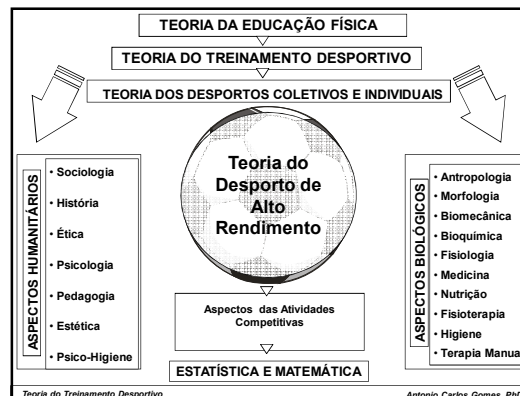 TEORIA DA EDUCAÇÃO FÍSICA
TEORIA DO TREINAMENTO DESPORTIVO
TEORIA DOS DESPORTOS COLETIVOS E INDIVIDUAIS
ASPECTOS HUMANITÁRIOS
• Sociologia
• História
• Ética
• Psicologia
• Pedagogia
• Estética
• Psico-Higiene
Teoria do
Desporto de
Alto
Rendimento
ASPECTOS BIOLÓGICOS
• Antropologia
• Morfologia
• Biomecânica
• Bioquímica
• Fisiologia
• Medicina
• Nutrição
• Fisioterapia
• Higiene
• Terapia Manual
Aspectos das Atividades
Competitivas
ESTATÍSTICA E MATEMÁTICA
Teoria do Treinamento Desportivo
Antonio Carlos Gomes, PhD